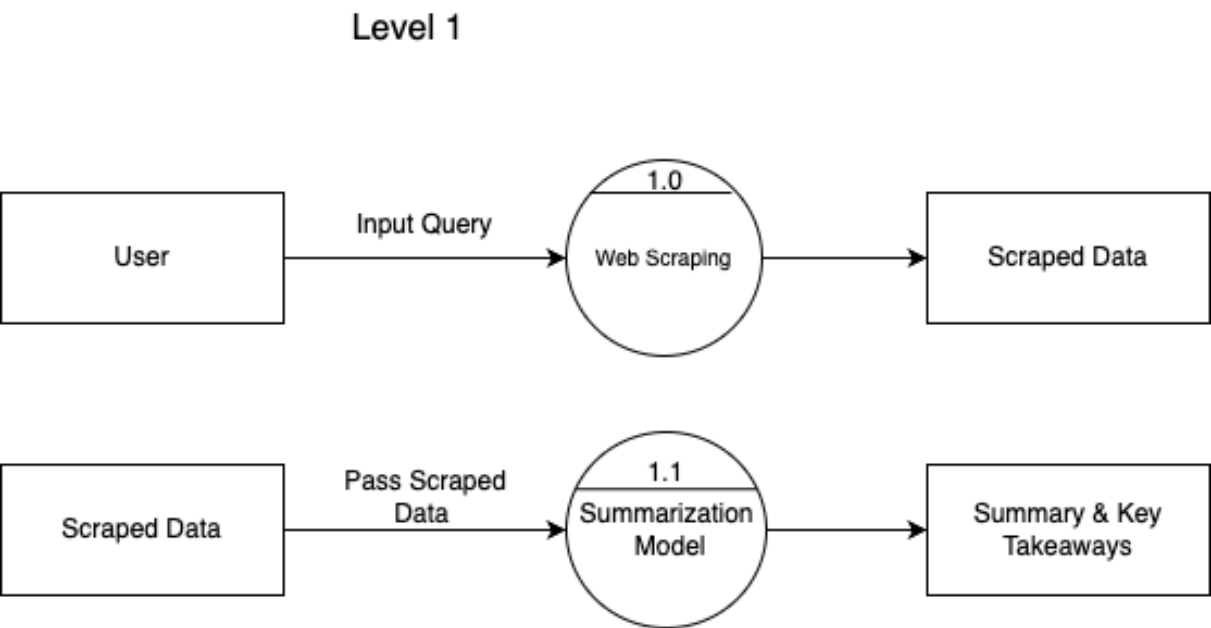 Level 1
1.0
User
Input Query
Web Scraping
Scraped Data
1.1
Scraped Data
Pass Scraped
Data
Summarization
Model
Summary & Key
Takeaways